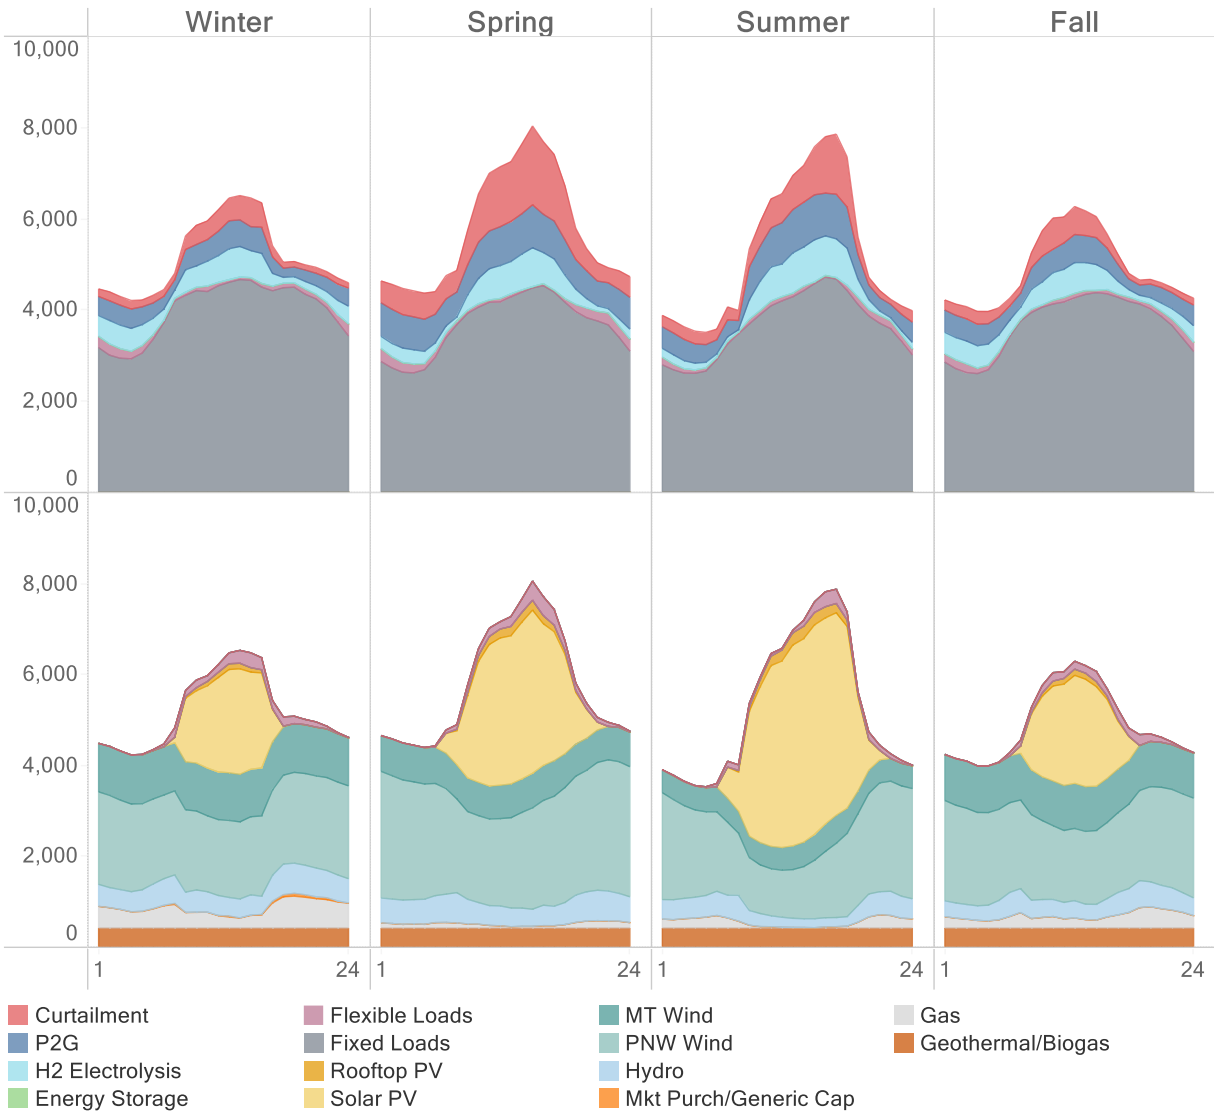 Winter Spring Summer Fall
10,000
8,000
6,000
4,000
2,000
0
10,000
8,000
6,000
4,000
2,000
0
1 24 1 24 1 24 1 24
Curtailment Flexible Loads MT Wind Gas
P2G Fixed Loads PNW Wind Geothermal/Biogas
H2 Electrolysis Rooftop PV Hydro
Energy Storage Solar PV Mkt Purch/Generic Cap